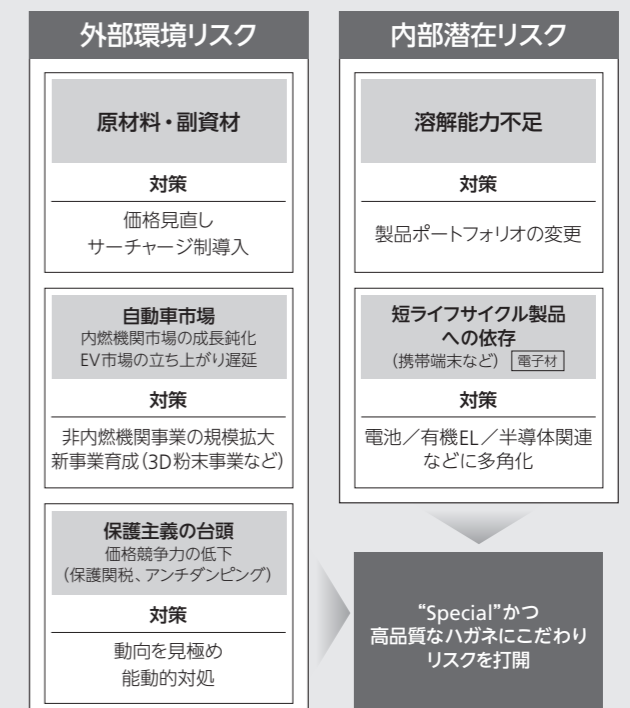 外部環境リスク
原材料・副資材
対策
価格見直し
サーチャージ制導入
自動車市場
内燃機関市場の成長鈍化
EV市場の立ち上がり遅延
対策
非内燃機関事業の規模拡大
新事業育成(3D粉末事業など)
保護主義の台頭
価格競争力の低下
(保護関税、アンチダンピング)
対策
動向を見極め
能動的対処
内部潜在リスク
溶解能力不足
対策
製品ポートフォリオの変更
短ライフサイクル製品
への依存
(携帯端末など) 電子材
対策
電池／有機EL／半導体関連
などに多角化
“Special”かつ
高品質なハガネにこだわり
リスクを打開